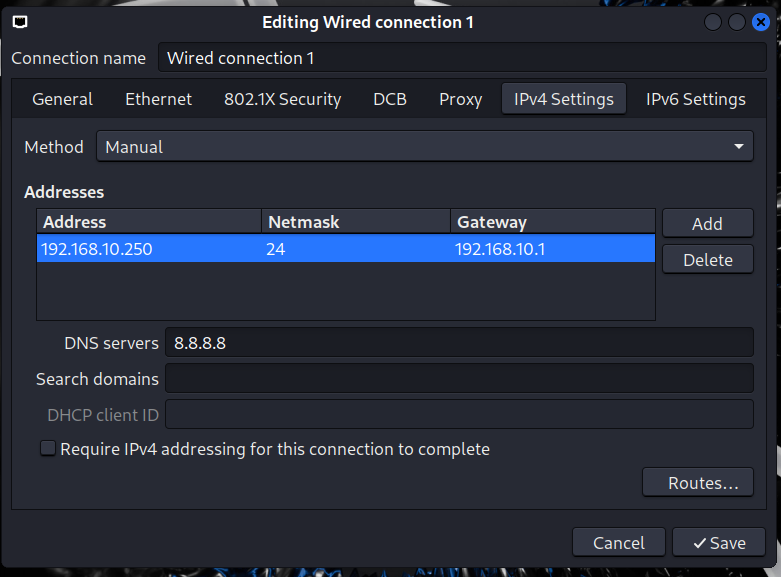 Editing Wired connection 1
Connection name Wired connection 1
General Ethernet 802.1X Security DCB Proxy IPv4 Settings IPv6 Settings
Method Manual
Addresses
Address Netmask Gateway Add
192.168.10.250 24 192.168.10.1 Delete
DNS servers 8.8.8.8
Search domains
DHCP client ID
Require IPv4 addressing for this connection to complete
Routes…
Cancel Save